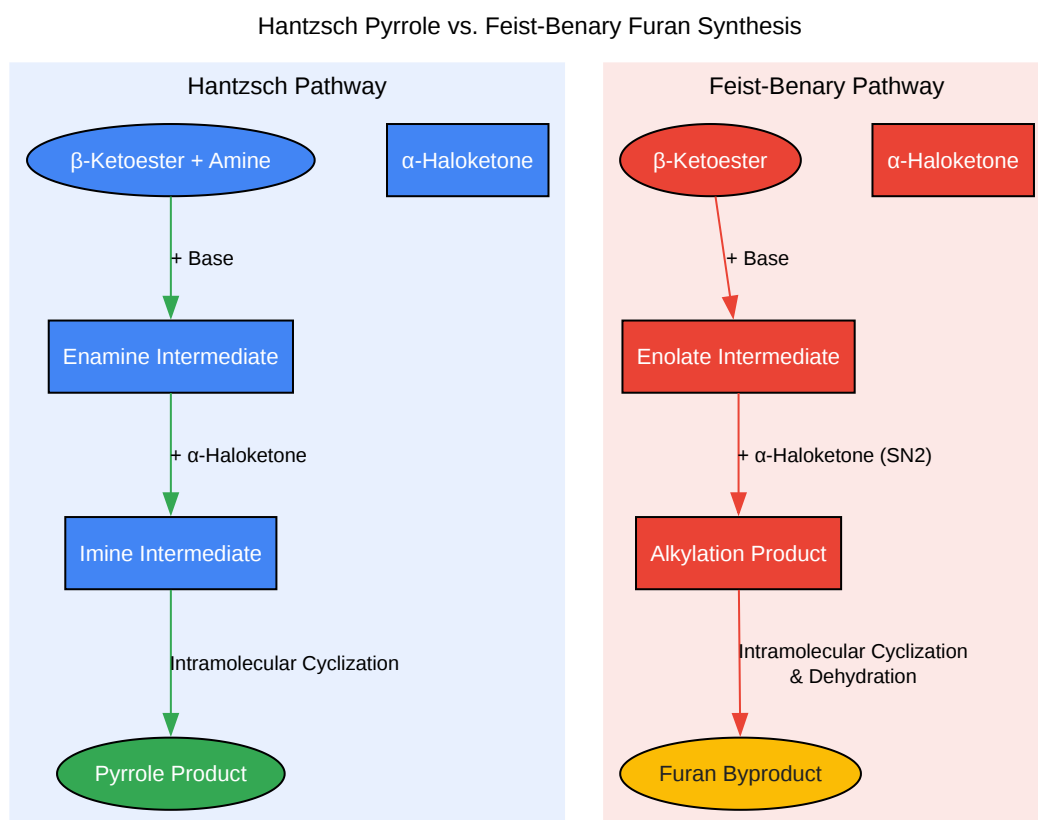 Hantzsch Pyrrole vs. Feist-Benary Furan Synthesis
Hantzsch Pathway
β-Ketoester + Amine
α-Haloketone
+ Base
Enamine Intermediate
+ α-Haloketone
Imine Intermediate
Intramolecular Cyclization
Pyrrole Product
Feist-Benary Pathway
β-Ketoester
α-Haloketone
+ Base
Enolate Intermediate
+ α-Haloketone (SN2)
Alkylation Product
Intramolecular Cyclization
& Dehydration
Furan Byproduct